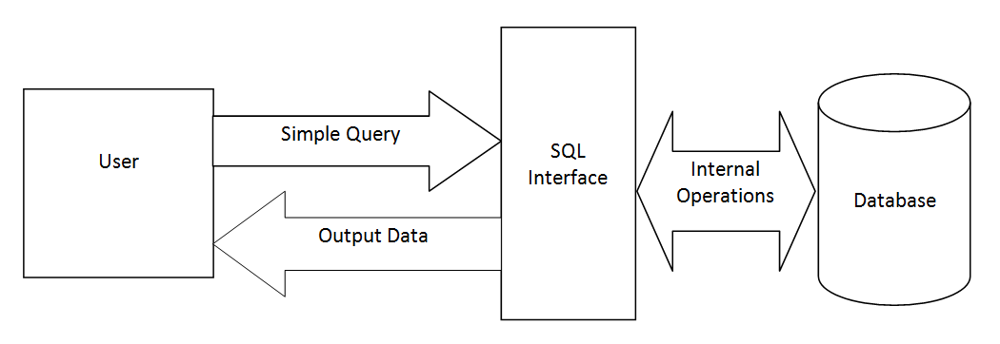 User
Simple Query
Output Data
SQL
Interface
Internal
Operations
Database